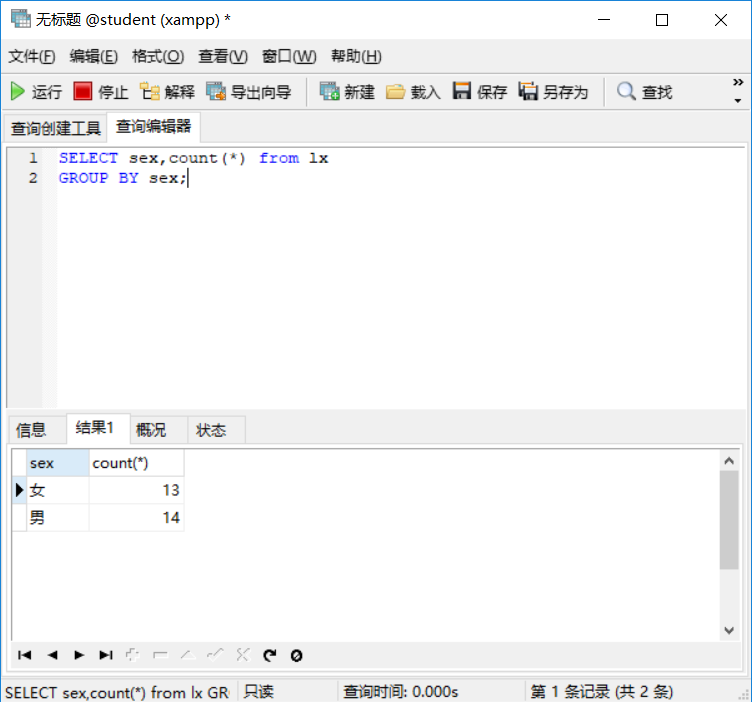 无标题 @student (xampp) *
文件(F) 编辑(E) 格式(O) 查看(V) 窗口(W) 帮助(H)
运行 停止 解释 导出向导 新建 载入 保存 另存为 查找 »
查询创建工具 查询编辑器
1 SELECT sex,count(*) from lx
2 GROUP BY sex;
信息 结果1 概况 状态
sex count(*)
女 13
男 14
SELECT sex,count(*) from lx GR 只读 查询时间: 0.000s 第 1 条记录 (共 2 条)